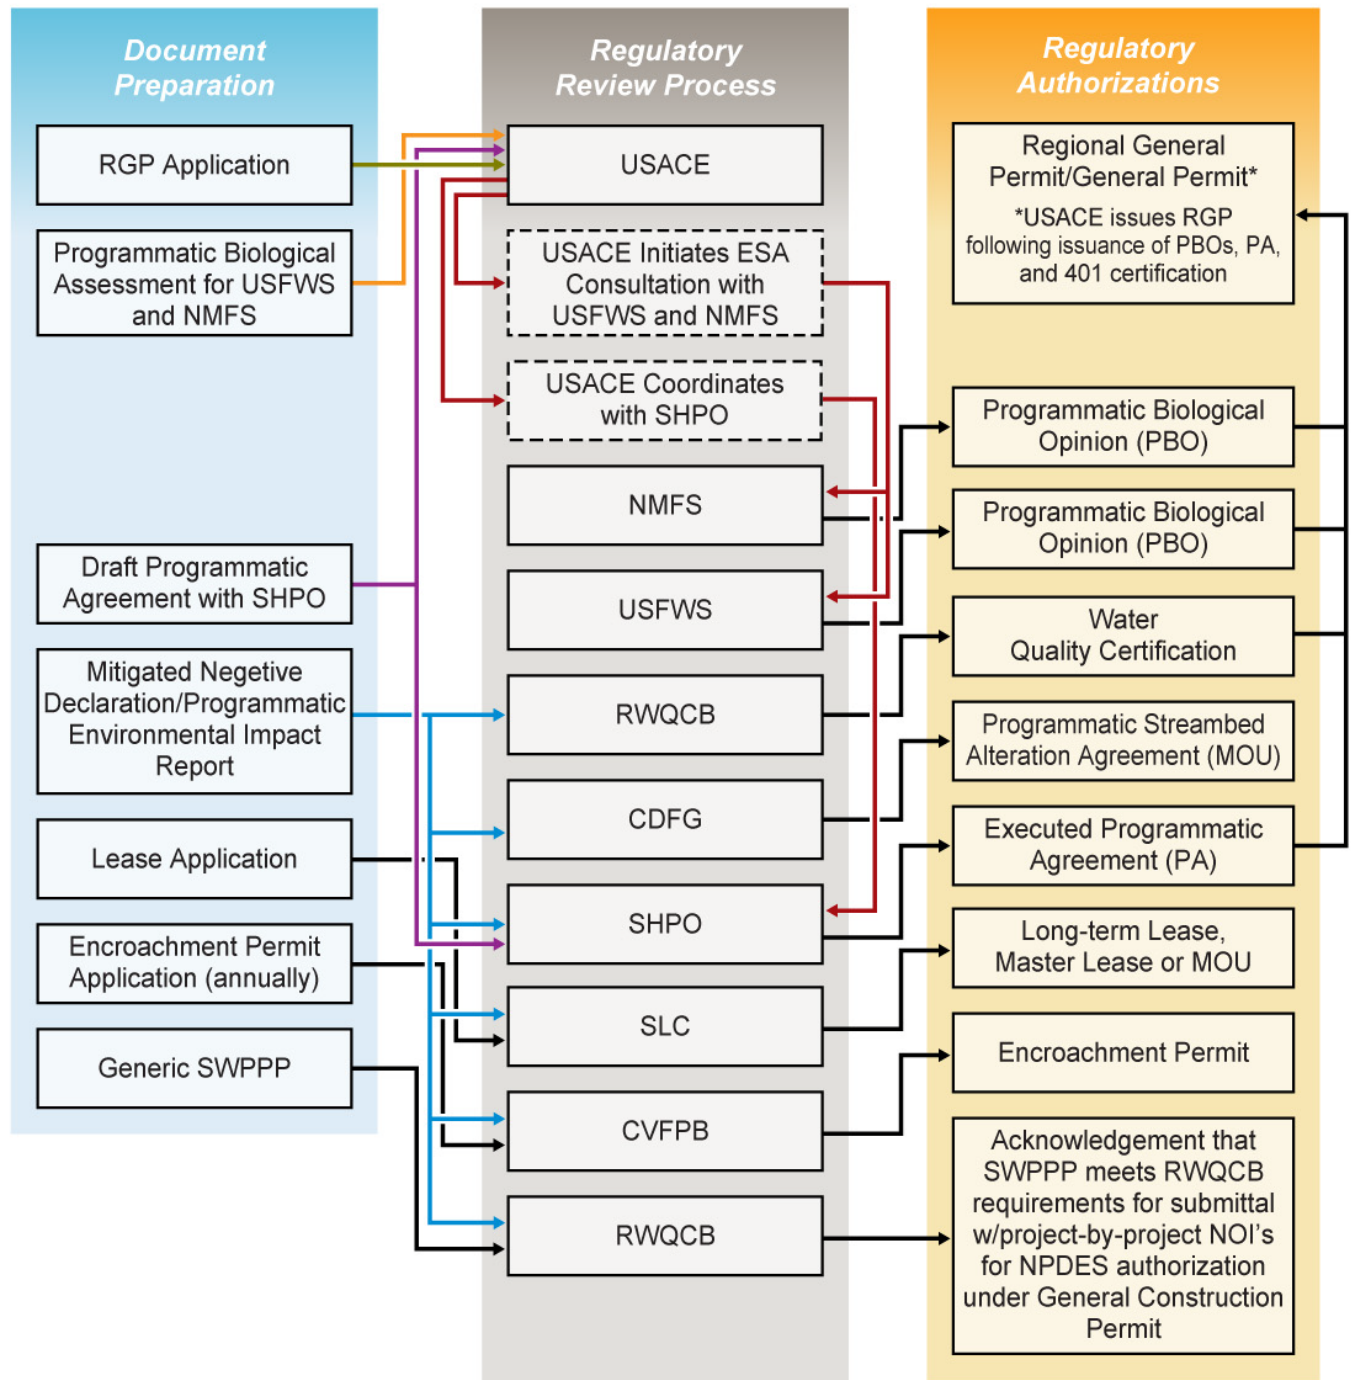 Document
Preparation
RGP Application
Programmatic Biological
Assessment for USFWS
and NMFS
Draft Programmatic
Agreement with SHPO
Mitigated Negetive
Declaration/Programmatic
Environmental Impact
Report
Lease Application
Encroachment Permit
Application (annually)
Generic SWPPP
Regulatory
Review Process
USACE
USACE Initiates ESA
Consultation with
USFWS and NMFS
USACE Coordinates
with SHPO
NMFS
USFWS
RWQCB
CDFG
SHPO
SLC
CVFPB
RWQCB
Regulatory
Authorizations
Regional General
Permit/General Permit*
*USACE issues RGP
following issuance of PBOs, PA,
and 401 certification
Programmatic Biological
Opinion (PBO)
Programmatic Biological
Opinion (PBO)
Water
Quality Certification
Programmatic Streambed
Alteration Agreement (MOU)
Executed Programmatic
Agreement (PA)
Long-term Lease,
Master Lease or MOU
Encroachment Permit
Acknowledgement that
SWPPP meets RWQCB
requirements for submittal
w/project-by-project NOI's
for NPDES authorization
under General Construction
Permit